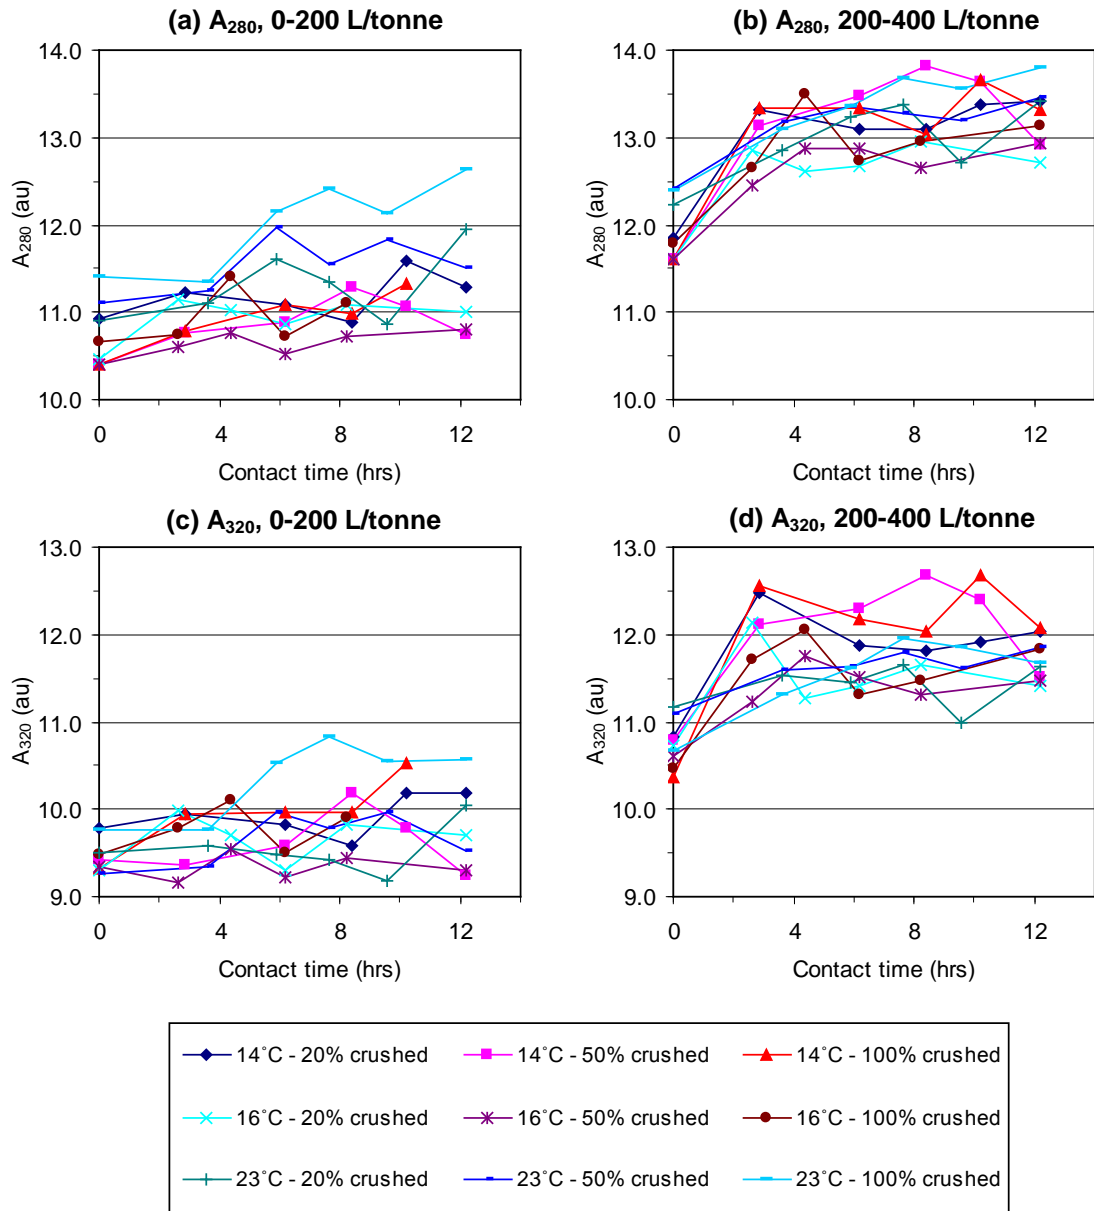 (a) A280, 0-200 L/tonne
14.0
13.0
12.0
11.0
10.0
A280 (au)
0 4 8 12
Contact time (hrs)
(b) A280, 200-400 L/tonne
14.0
13.0
12.0
11.0
10.0
A280 (au)
0 4 8 12
Contact time (hrs)
(c) A320, 0-200 L/tonne
13.0
12.0
11.0
10.0
9.0
A320 (au)
0 4 8 12
Contact time (hrs)
(d) A320, 200-400 L/tonne
13.0
12.0
11.0
10.0
9.0
A320 (au)
0 4 8 12
Contact time (hrs)
14˚C - 20% crushed 14˚C - 50% crushed 14˚C - 100% crushed
16˚C - 20% crushed 16˚C - 50% crushed 16˚C - 100% crushed
23˚C - 20% crushed 23˚C - 50% crushed 23˚C - 100% crushed